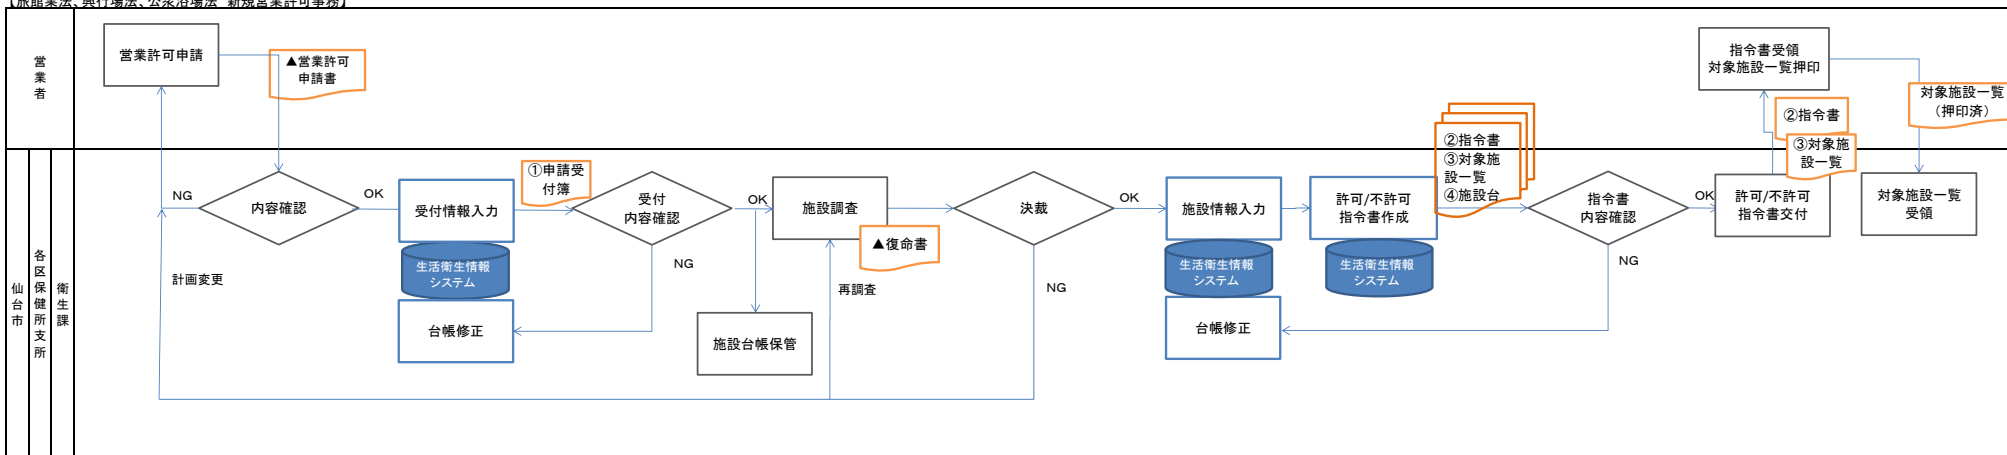 【旅館業法、興行場法、公衆浴場法 新規営業許可事務】
営業者
営業許可申請
▲営業許可
申請書
指令書受領
対象施設一覧押印
対象施設一覧
（押印済）
②指令書
③対象施
設一覧
仙台市
各区保健所支所
衛生課
NG
内容確認
OK
受付情報入力
生活衛生情報
システム
台帳修正
①申請受
付簿
受付
内容確認
OK
NG
施設台帳保管
施設調査
▲復命書
再調査
計画変更
決裁
OK
NG
施設情報入力
生活衛生情報
システム
台帳修正
許可/不許可
指令書作成
生活衛生情報
システム
②指令書
③対象施
設一覧
④施設台
指令書
内容確認
OK
NG
許可/不許可
指令書交付
対象施設一覧
受領